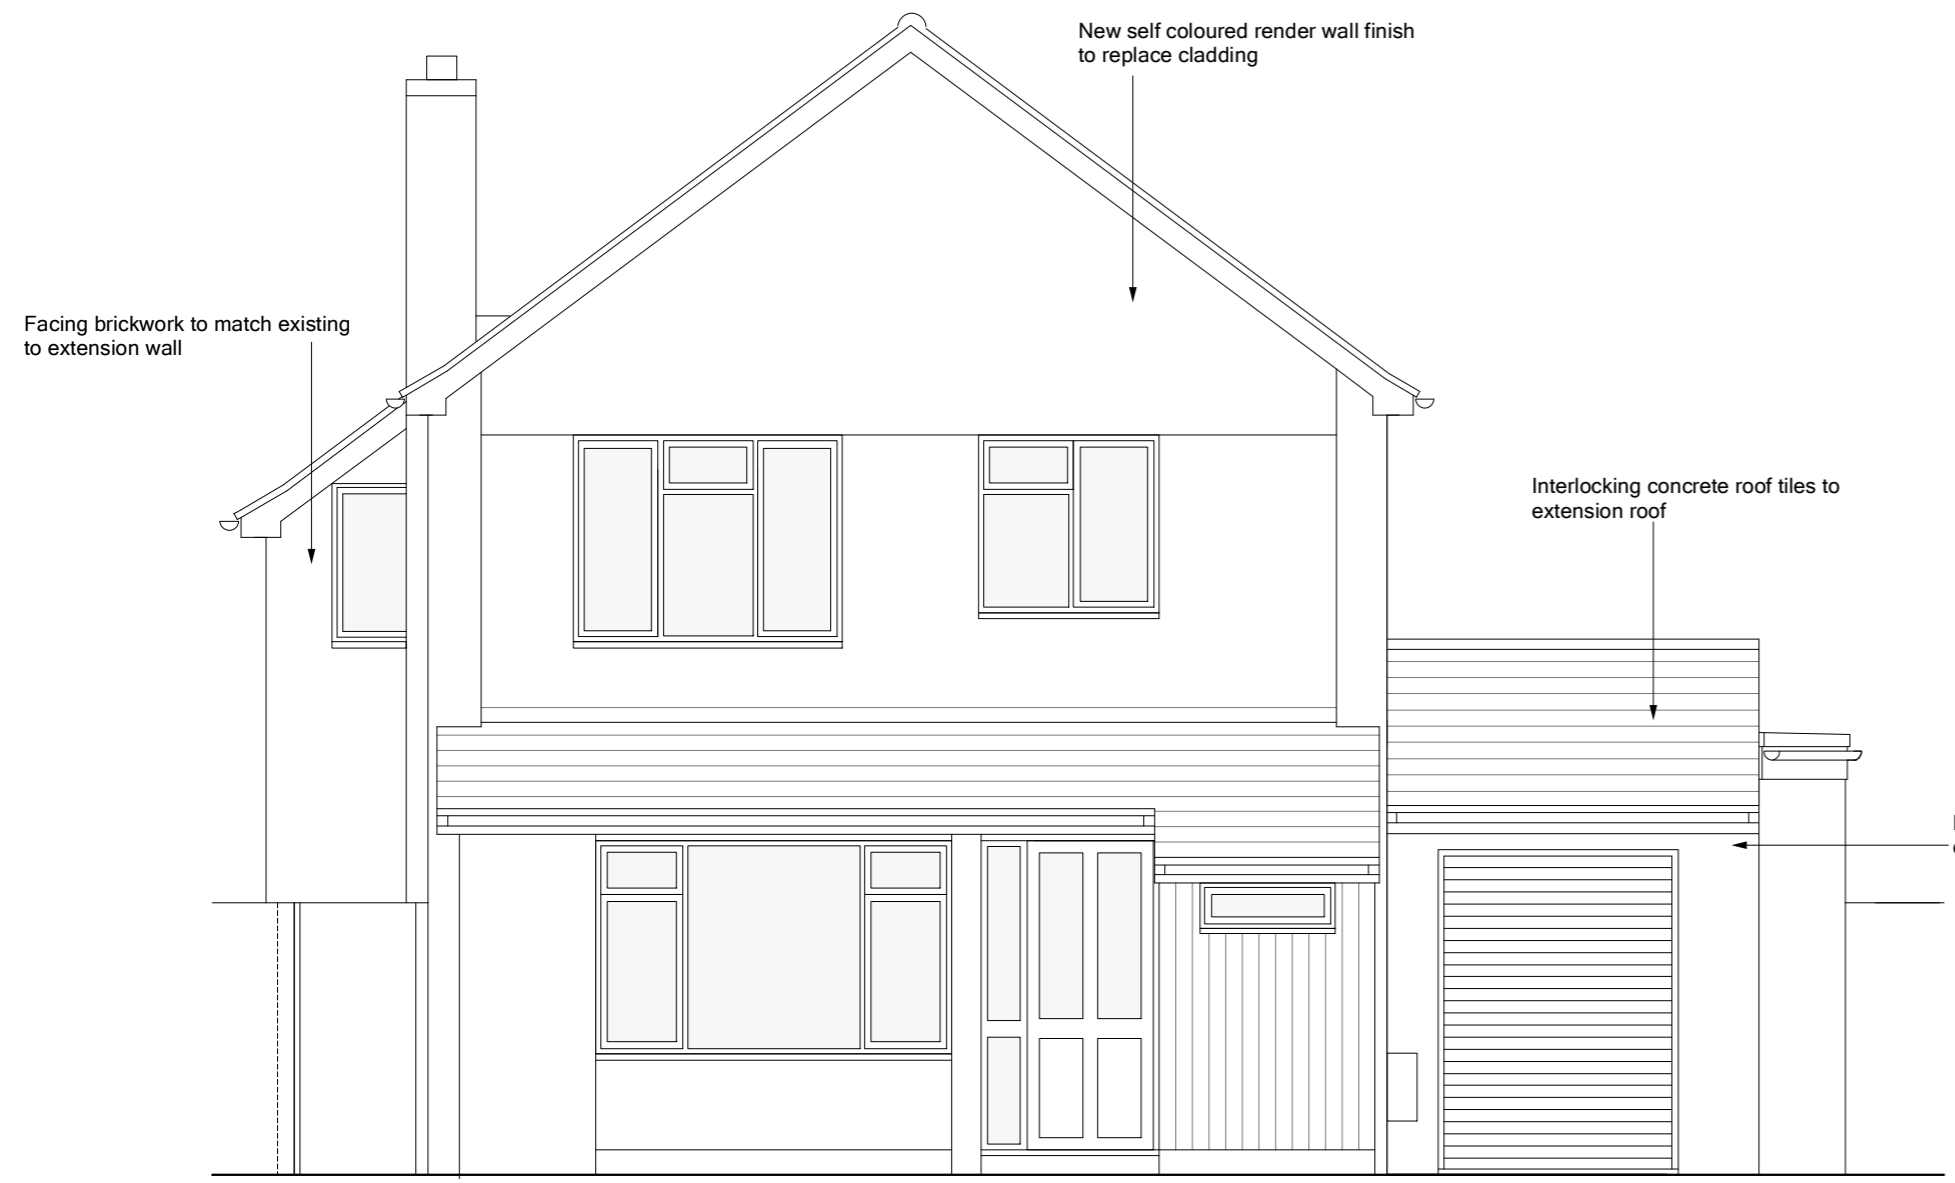 New self coloured render wall finish
to replace cladding
Facing brickwork to match existing
to extension wall
Interlocking concrete roof tiles to
extension roof